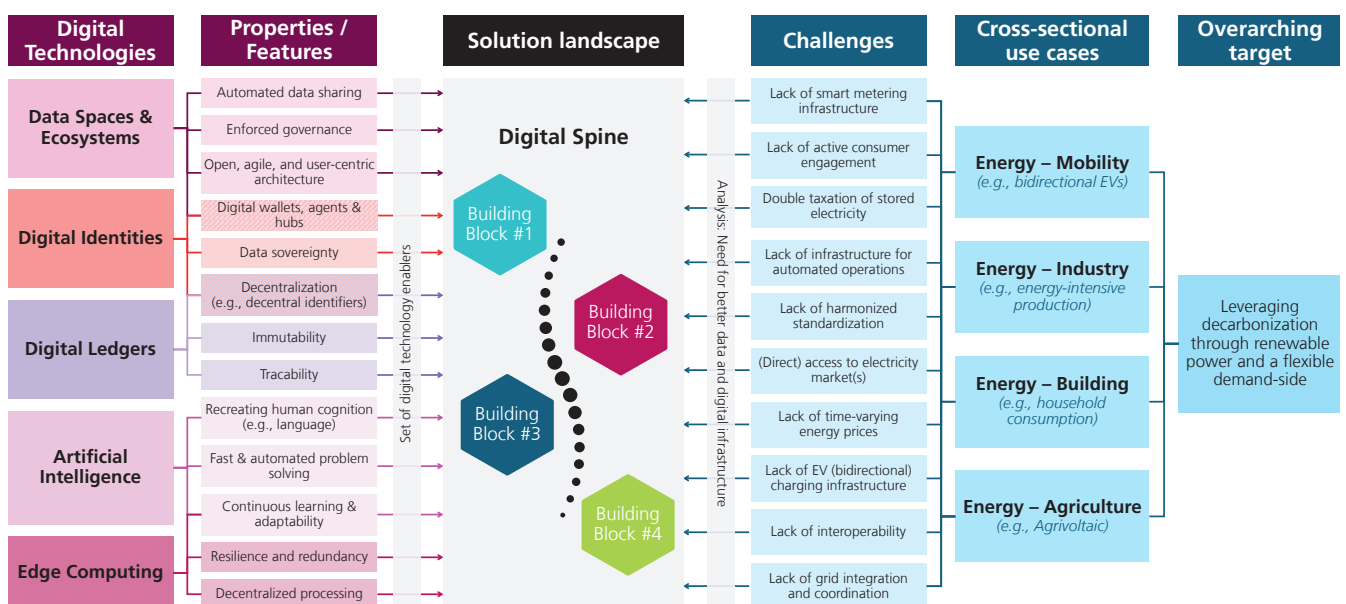 Digital
Technologies
Properties /
Features
Solution landscape
Challenges
Cross-sectional
use cases
Overarching
target
Data Spaces &
Ecosystems
Digital Identities
Digital Ledgers
Artificial
Intelligence
Edge Computing
Automated data sharing
Enforced governance
Open, agile, and user-centric
architecture
Digital wallets, agents &
hubs
Data sovereignty
Decentralization
(e.g., decentral identifiers)
Immutability
Tracability
Recreating human cognition
(e.g., language)
Fast & automated problem
solving
Continuous learning &
adaptability
Resilience and redundancy
Decentralized processing
Set of digital technology enablers
Digital Spine
Building
Block #1
Building
Block #2
Building
Block #3
Building
Block #4
Analysis: Need for better data and digital infrastructure
Lack of smart metering
infrastructure
Lack of active consumer
engagement
Double taxation of stored
electricity
Lack of infrastructure for
automated operations
Lack of harmonized
standardization
(Direct) access to electricity
market(s)
Lack of time-varying
energy prices
Lack of EV (bidirectional)
charging infrastructure
Lack of interoperability
Lack of grid integration
and coordination
Energy – Mobility
(e.g., bidirectional EVs)
Energy – Industry
(e.g., energy-intensive
production)
Energy – Building
(e.g., household
consumption)
Energy – Agriculture
(e.g., Agrivoltaic)
Leveraging
decarbonization
through renewable
power and a flexible
demand-side